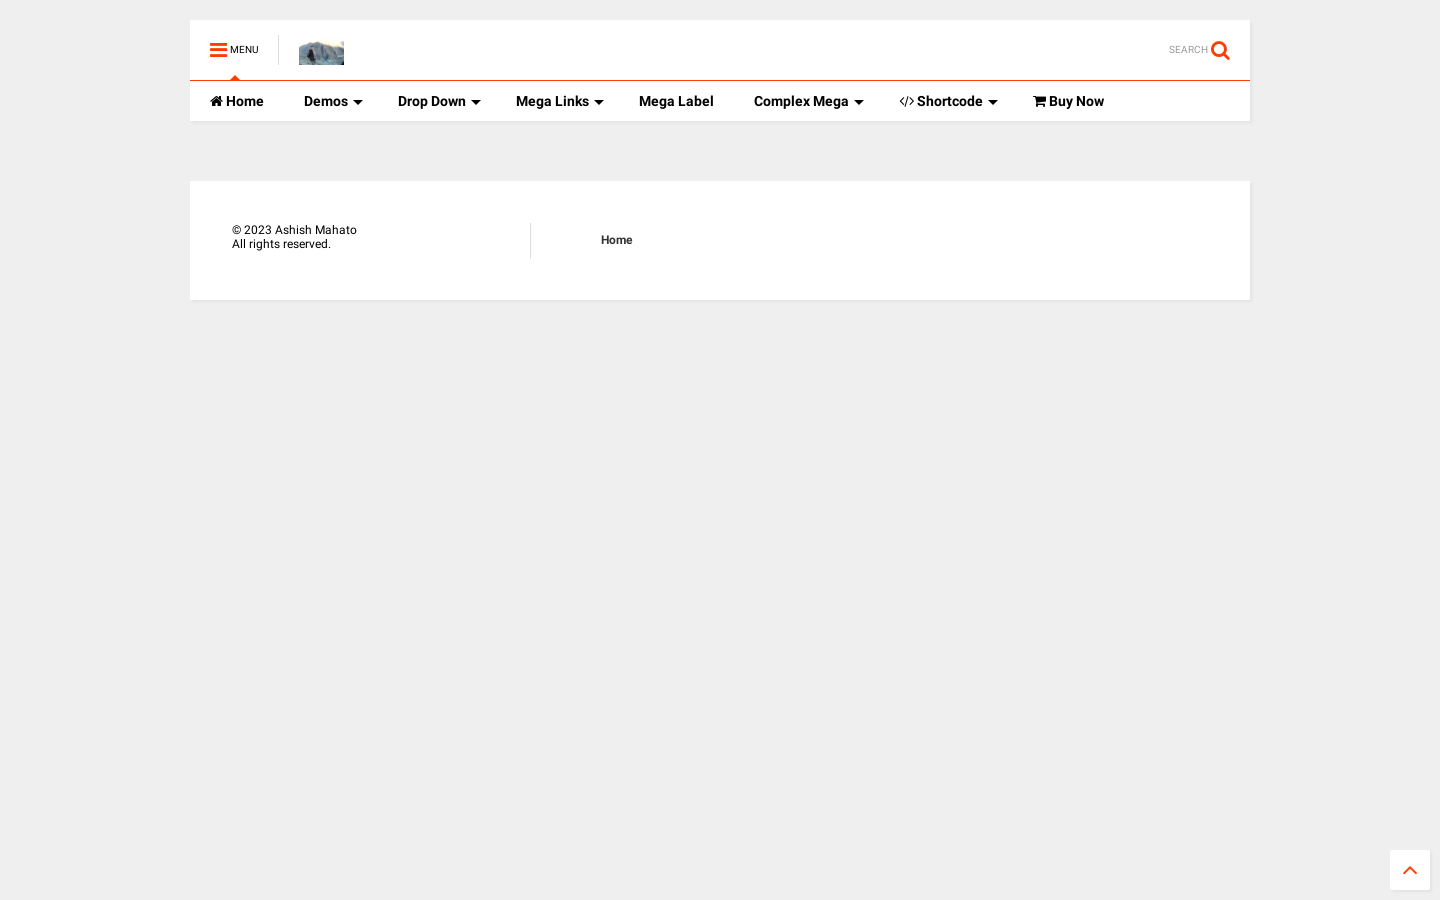 MENU
SEARCH
Home
Demos
Drop Down
Mega Links
Mega Label
Complex Mega
Shortcode
Buy Now
© 2023 Ashish Mahato
All rights reserved.
Home